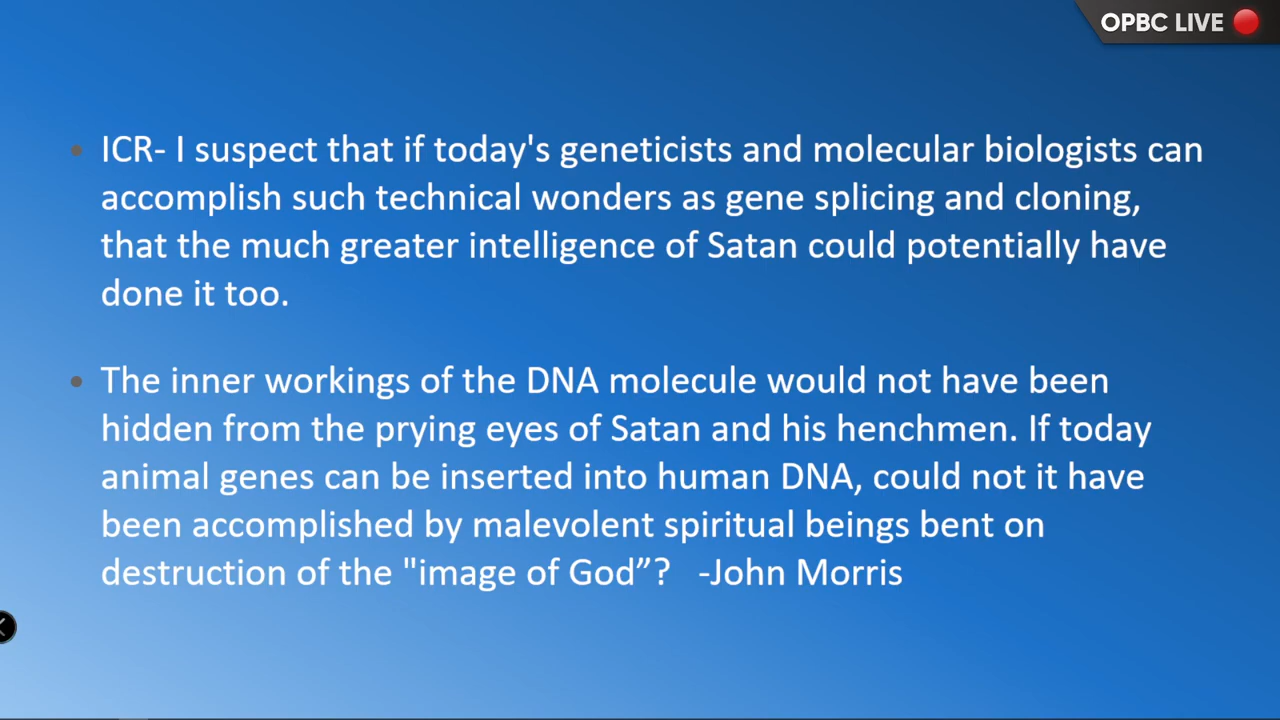 OPBC LIVE
• ICR- I suspect that if today's geneticists and molecular biologists can
accomplish such technical wonders as gene splicing and cloning,
that the much greater intelligence of Satan could potentially have
done it too.
• The inner workings of the DNA molecule would not have been
hidden from the prying eyes of Satan and his henchmen. If today
animal genes can be inserted into human DNA, could not it have
been accomplished by malevolent spiritual beings bent on
destruction of the "image of God”?   -John Morris